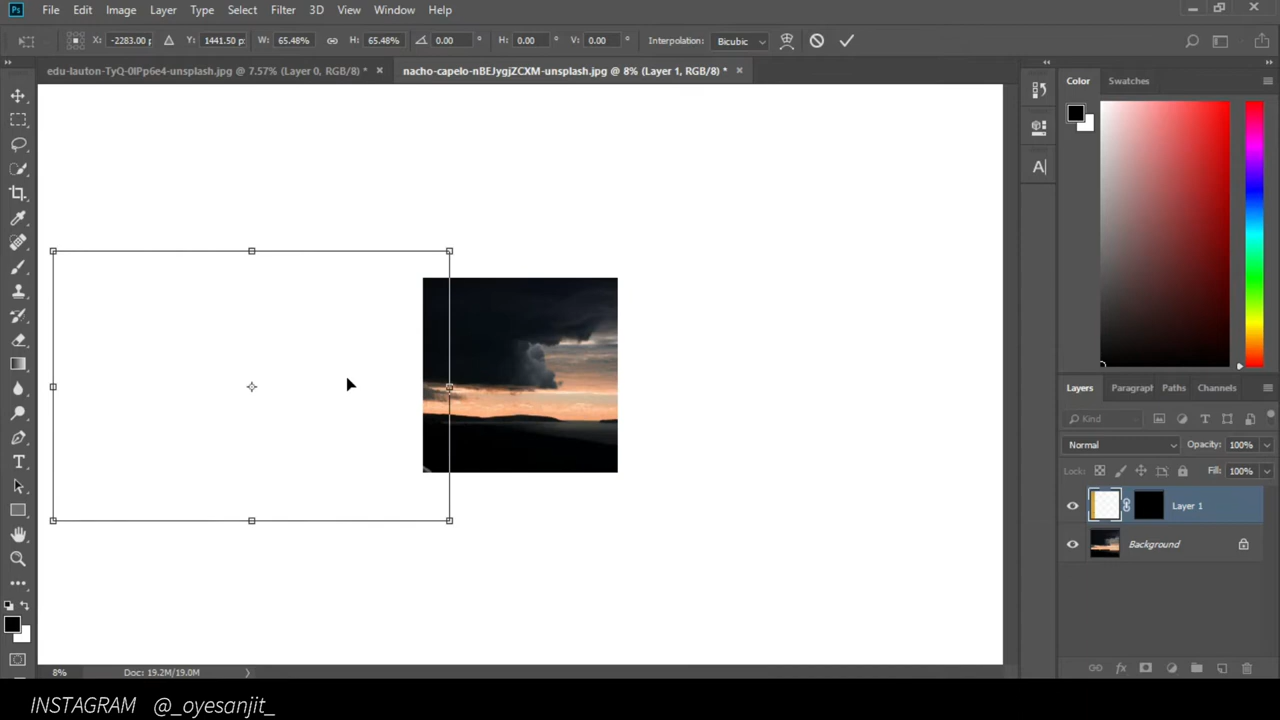 Ps File Edit Image Layer Type Select Filter 3D View Window Help
X: -2283.00 p Y: 1441.50 p: W: 65.48% H: 65.48% 0.00 ° H: 0.00 ° V: 0.00 ° Interpolation: Bicubic
edu-lauton-TyQ-0IPp6e4-unsplash.jpg @ 7.57% (Layer 0, RGB/8) * nacho-capelo-nBEJygjZCXM-unsplash.jpg @ 8% (Layer 1, RGB/8) *
Color Swatches
A|
Layers Paragraph Paths Channels
Kind
Normal Opacity: 100%
Lock: Fill: 100%
Layer 1
Background
8% Doc: 19.2M/19.0M
INSTAGRAM @_oyesanjit_